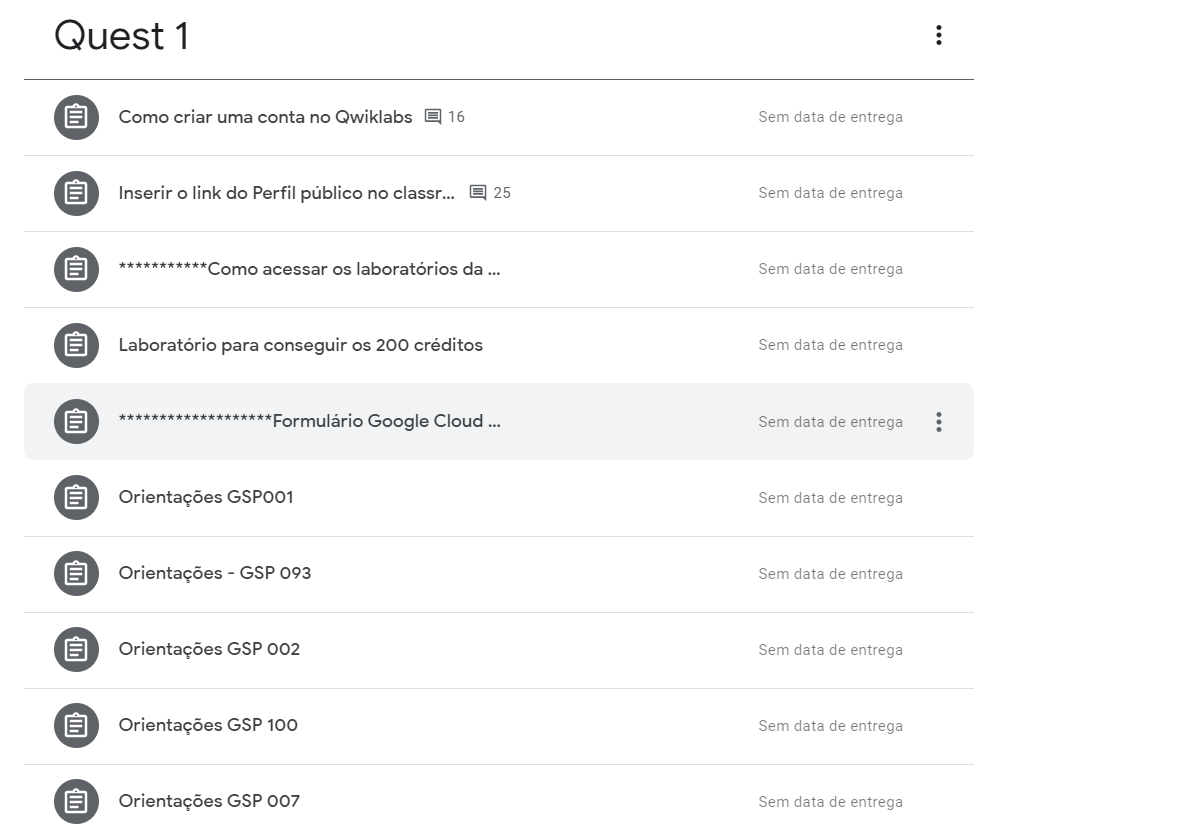 Quest 1
Como criar uma conta no Qwiklabs 16 Sem data de entrega
Inserir o link do Perfil público no classr... 25 Sem data de entrega
***********Como acessar os laboratórios da ... Sem data de entrega
Laboratório para conseguir os 200 créditos Sem data de entrega
*******************Formulário Google Cloud ... Sem data de entrega
Orientações GSP001 Sem data de entrega
Orientações - GSP 093 Sem data de entrega
Orientações GSP 002 Sem data de entrega
Orientações GSP 100 Sem data de entrega
Orientações GSP 007 Sem data de entrega